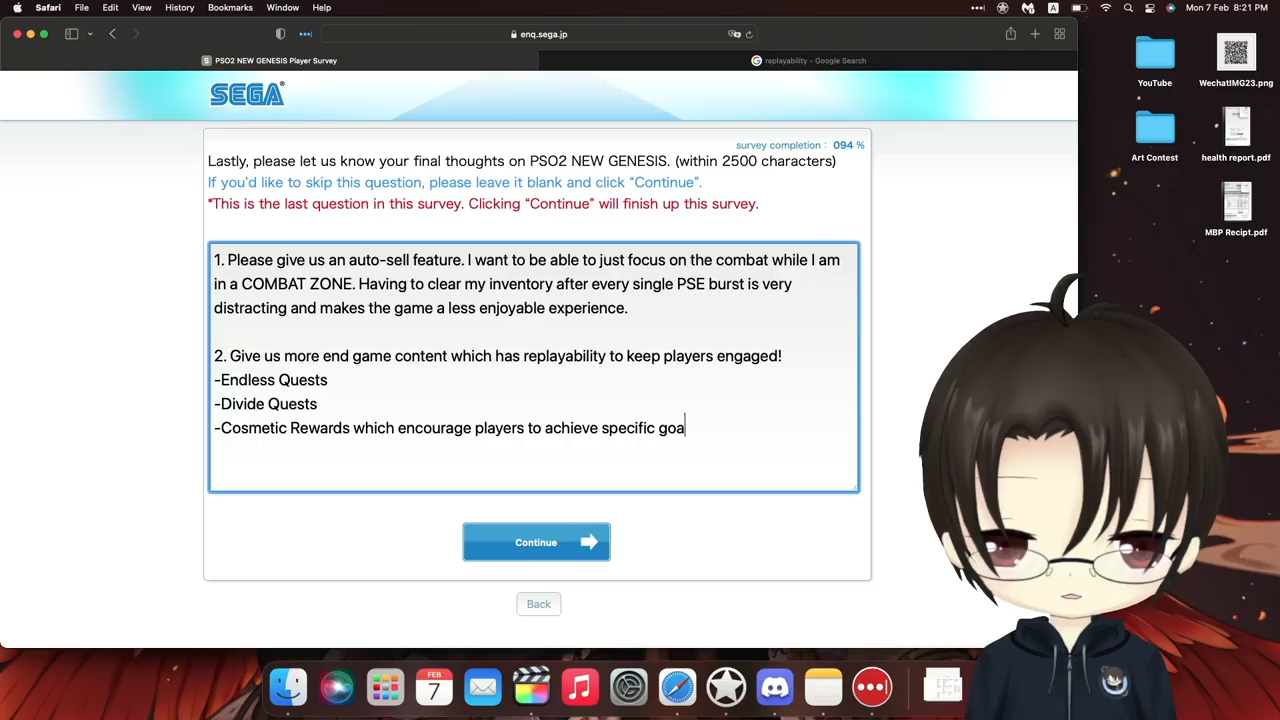 Safari File Edit View History Bookmarks Window Help
A
Mon 7 Feb 8:21 PM
enq.sega.jp
S PSO2 NEW GENESIS Player Survey
replayability - Google Search
SEGA
survey completion : 094 %
Lastly, please let us know your final thoughts on PSO2 NEW GENESIS. (within 2500 characters)
If you'd like to skip this question, please leave it blank and click "Continue".
*This is the last question in this survey. Clicking "Continue" will finish up this survey.
1. Please give us an auto-sell feature. I want to be able to just focus on the combat while I am
in a COMBAT ZONE. Having to clear my inventory after every single PSE burst is very
distracting and makes the game a less enjoyable experience.
2. Give us more end game content which has replayability to keep players engaged!
-Endless Quests
-Divide Quests
-Cosmetic Rewards which encourage players to achieve specific goa
Continue
Back
YouTube
WechatIMG23.png
Art Contest
health report.pdf
MBP Recipt.pdf
FEB
7